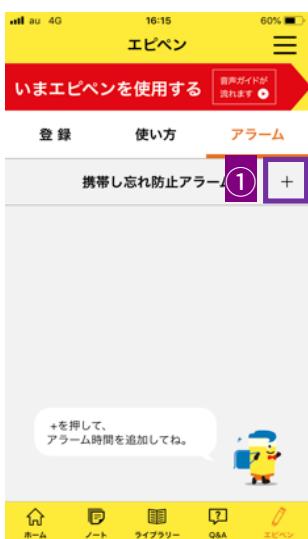 au 4G 16:15 60%
エピペン
いまエピペンを使用する
音声ガイドが
流れます
登録 使い方 アラーム
携帯し忘れ防止アラーム ① +
+を押して、
アラーム時間を追加してね。
ホーム ノート ライブラリー Q&A エピペン